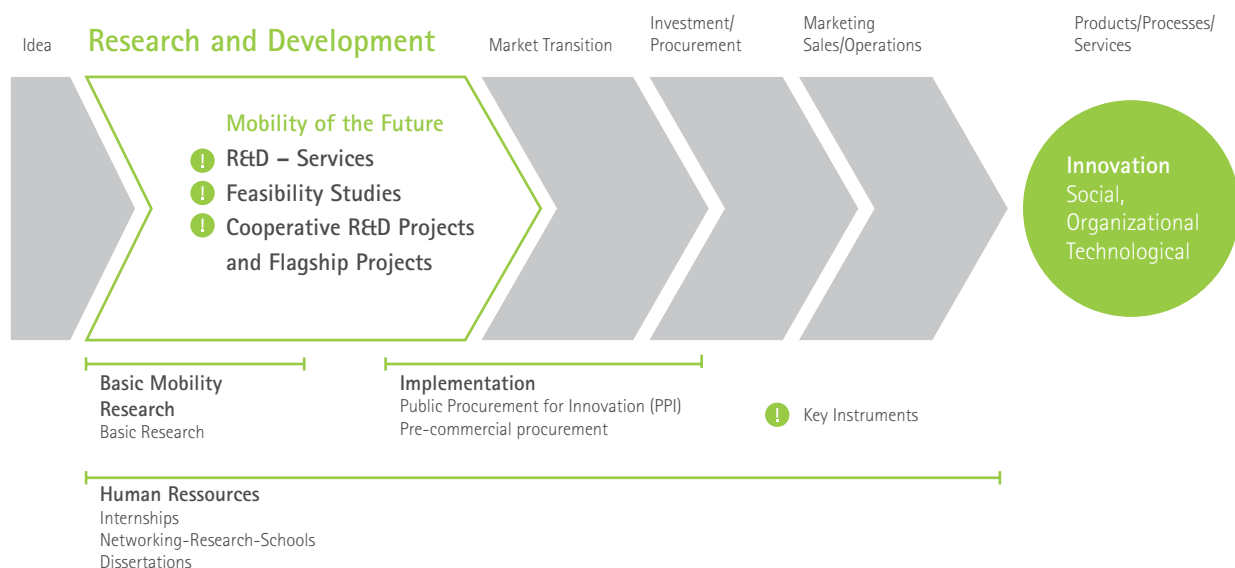 Idea
Research and Development
Market Transition
Investment/
Procurement
Marketing
Sales/Operations
Products/Processes/
Services
Mobility of the Future
! R&D – Services
! Feasibility Studies
! Cooperative R&D Projects
and Flagship Projects
Innovation
Social,
Organizational
Technological
Basic Mobility
Research
Basic Research
Implementation
Public Procurement for Innovation (PPI)
Pre-commercial procurement
! Key Instruments
Human Ressources
Internships
Networking-Research-Schools
Dissertations